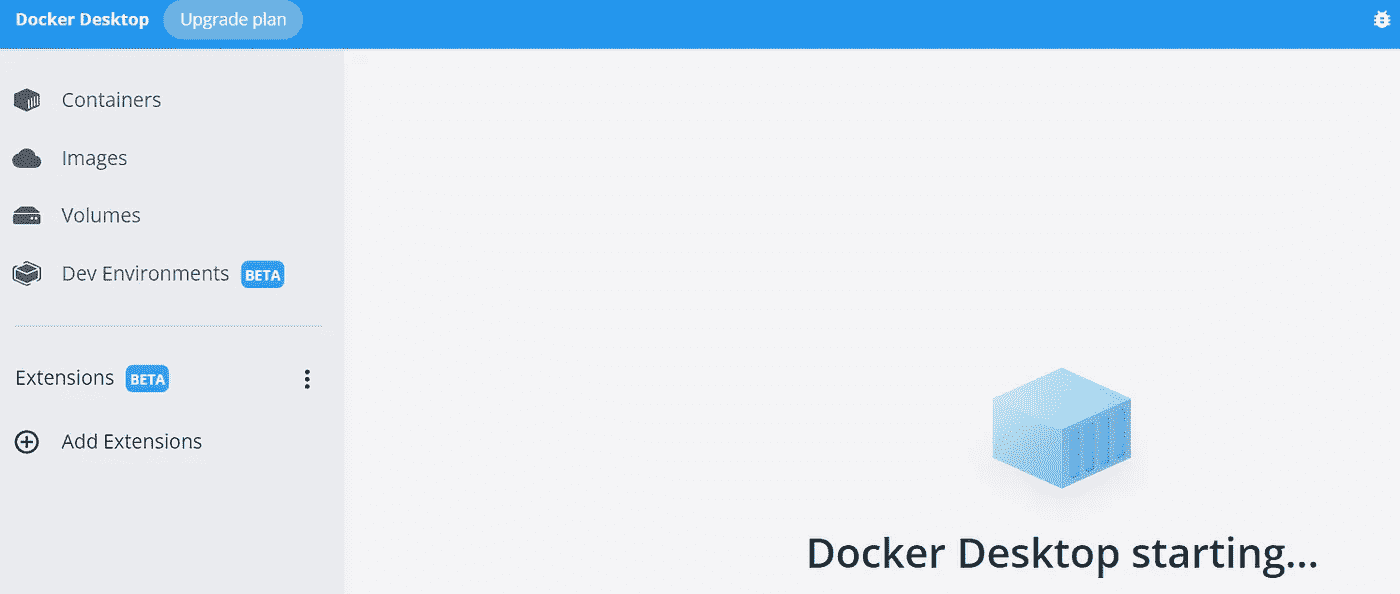 Docker Desktop Upgrade plan
Containers
Images
Volumes
Dev Environments BETA
Extensions BETA
Add Extensions
Docker Desktop starting...